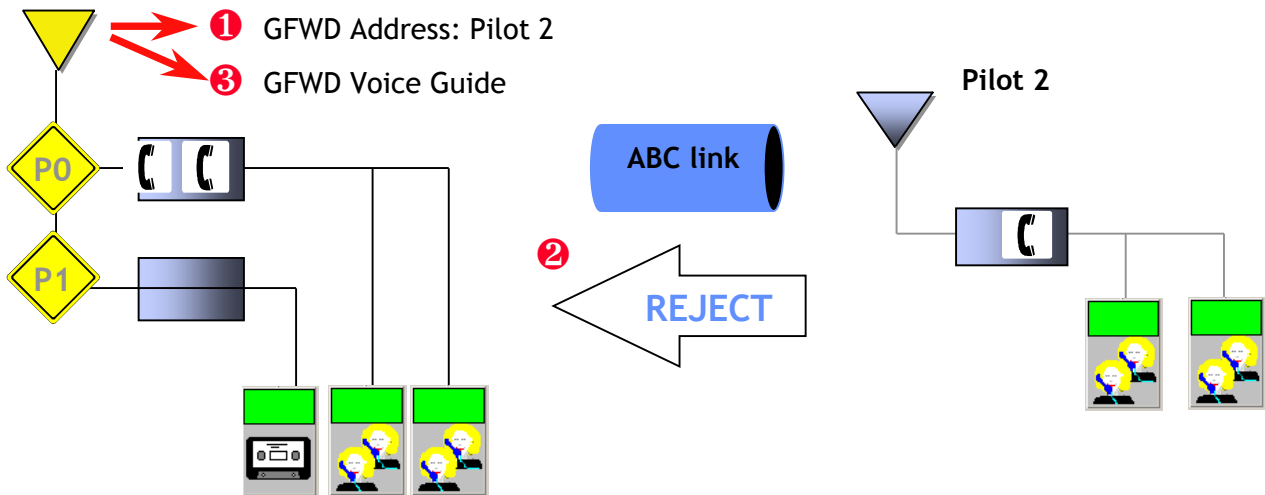 ❶ GFWD Address: Pilot 2
❸ GFWD Voice Guide
Pilot 2
P0
ABC link
❷
P1
REJECT